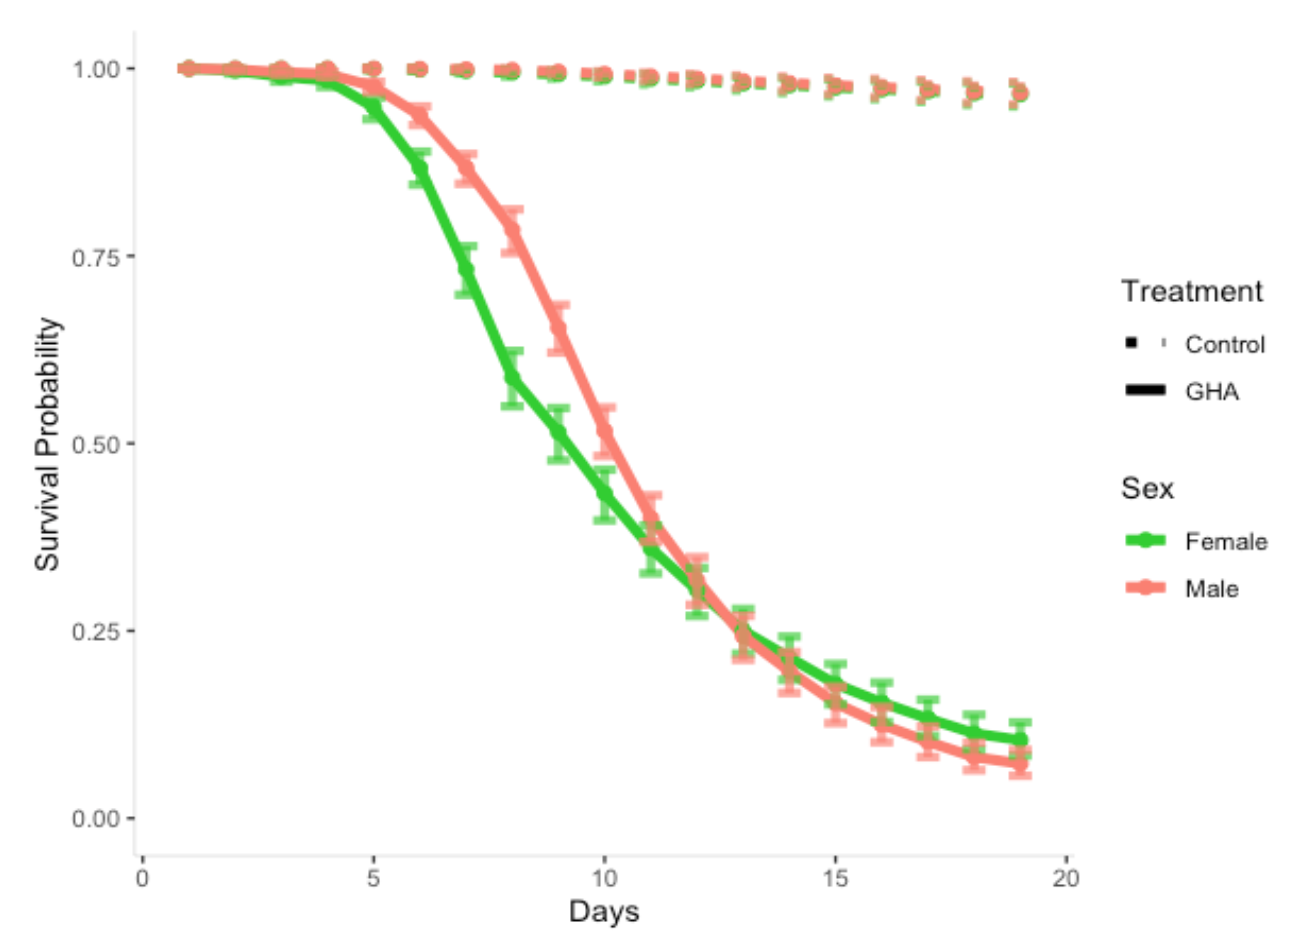 1.00
0.75
0.50
0.25
0.00
Survival Probability
0
5
10
15
20
Days
Treatment
Control
GHA
Sex
Female
Male